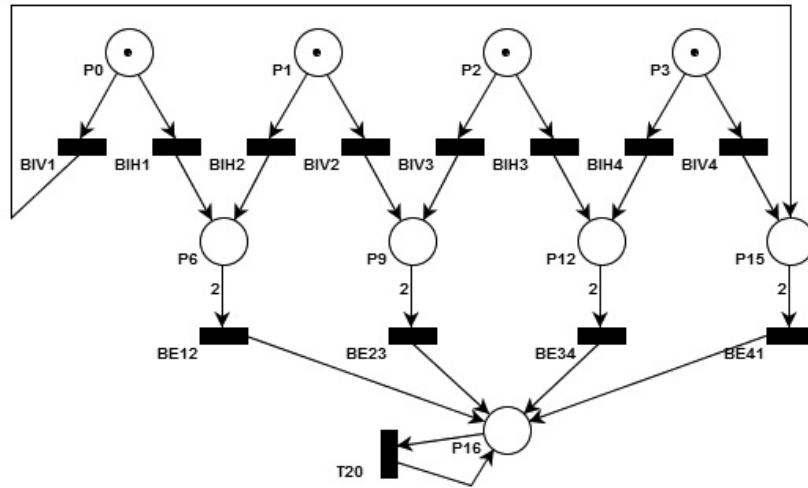 P0 P1 P2 P3
BIV1 BIH1 BIH2 BIV2 BIV3 BIH3 BIH4 BIV4
P6 P9 P12 P15
2 2 2 2
BE12 BE23 BE34 BE41
P16
T20